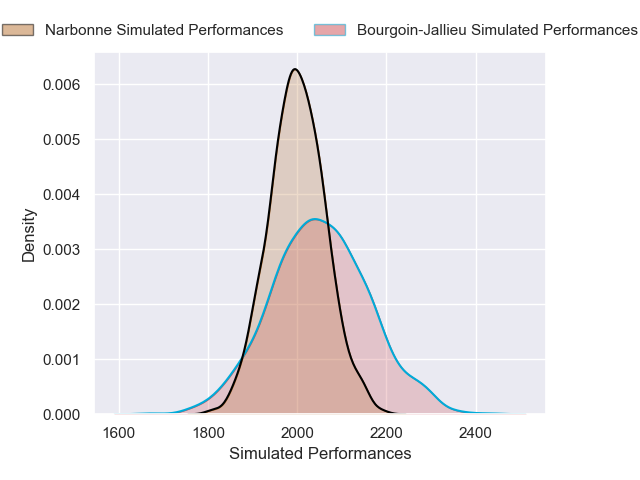 Narbonne Simulated Performances Bourgoin-Jallieu Simulated Performances
0.006
0.005
0.004
0.003
0.002
0.001
0.000
Density
1600 1800 2000 2200 2400
Simulated Performances